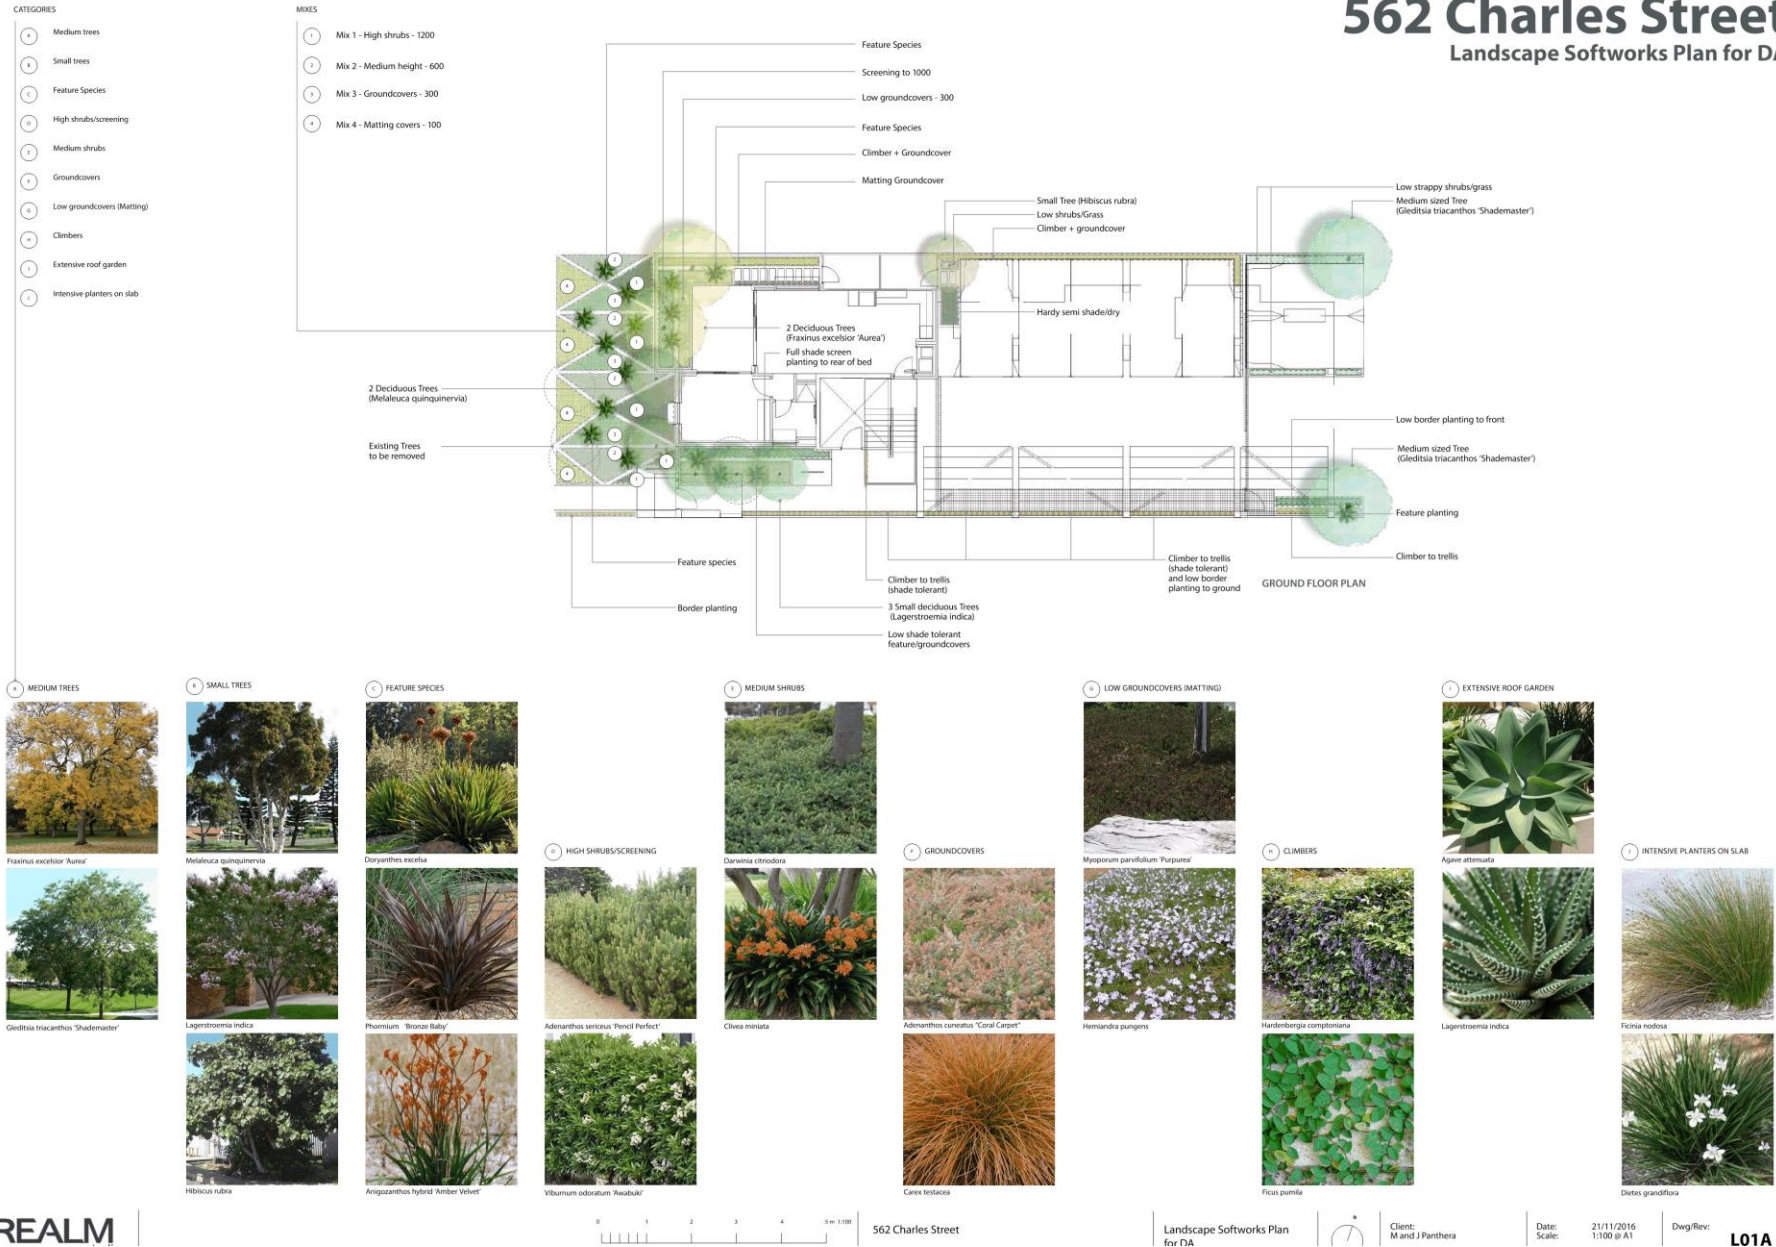 562 Charles Street
Landscape Softworks Plan for DA
CATEGORIES
A Medium trees
B Small trees
C Feature Species
D High shrubs/screening
E Medium shrubs
F Groundcovers
G Low groundcovers (Matting)
H Climbers
I Extensive roof garden
J Intensive planters on slab
MIXES
1 Mix 1 - High shrubs - 1200
2 Mix 2 - Medium height - 600
3 Mix 3 - Groundcovers - 300
4 Mix 4 - Matting covers - 100
Feature Species
Screening to 1000
Low groundcovers - 300
Feature Species
Climber + Groundcover
Matting Groundcover
Small Tree (Hibiscus rubra)
Low shrubs/Grass
Climber + groundcover
Low strappy shrubs/grass
Medium sized Tree
(Gleditsia triacanthos 'Shademaster')
Hardy semi shade/dry
2 Deciduous Trees
(Fraxinus excelsior 'Aurea')
Full shade screen
planting to rear of bed
2 Deciduous Trees
(Melaleuca quinquinervia)
Existing Trees
to be removed
Low border planting to front
Medium sized Tree
(Gleditsia triacanthos 'Shademaster')
Feature planting
Climber to trellis
Feature species
Border planting
Climber to trellis
(shade tolerant)
3 Small deciduous Trees
(Lagerstroemia indica)
Low shade tolerant
feature/groundcovers
Climber to trellis
(shade tolerant)
and low border
planting to ground
GROUND FLOOR PLAN
A MEDIUM TREES
Fraxinus excelsior 'Aurea'
Gleditsia triacanthos 'Shademaster'
B SMALL TREES
Melaleuca quinquinervia
Lagerstroemia indica
Hibiscus rubra
C FEATURE SPECIES
Doryanthes excelsa
Phormium 'Bronze Baby'
Anigozanthos hybrid 'Amber Velvet'
D HIGH SHRUBS/SCREENING
Adenanthos sericeus 'Pencil Perfect'
Viburnum odoratum 'Awabuki'
E MEDIUM SHRUBS
Darwinia citriodora
Clivea miniata
F GROUNDCOVERS
Adenanthos cuneatus "Coral Carpet"
Carex testacea
G LOW GROUNDCOVERS (MATTING)
Myoporum parvifolium 'Purpurea'
Hemiandra pungens
H CLIMBERS
Hardenbergia comptoniana
Ficus pumila
I EXTENSIVE ROOF GARDEN
Agave attenuata
Lagerstroemia indica
J INTENSIVE PLANTERS ON SLAB
Ficinia nodosa
Dietes grandiflora
REALM
0 1 2 3 4 5 m 1:100
562 Charles Street
Landscape Softworks Plan
for DA
N
Client:
M and J Panthera
Date: 21/11/2016
Scale: 1:100 @ A1
Dwg/Rev:
L01A